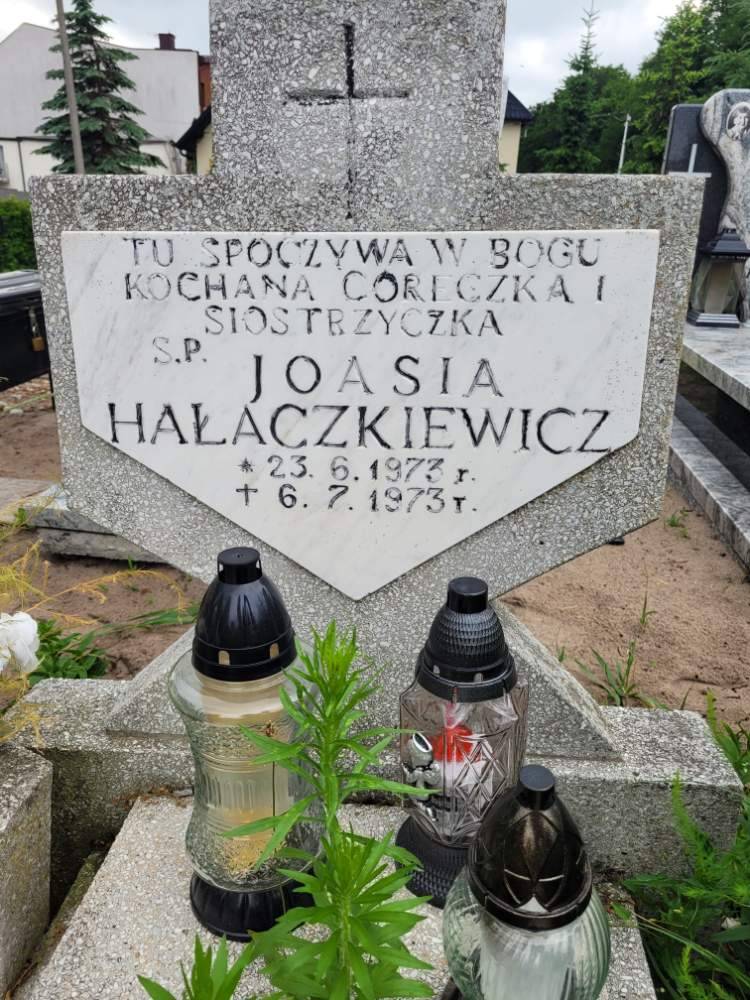 TU SPOCZYWA W BOGU
KOCHANA CÓRECZKA I
SIOSTRZYCZKA
Ś.P. JOASIA
HAŁACZKIEWICZ
* 23. 6. 1973 r.
+ 6. 7. 1973 r.